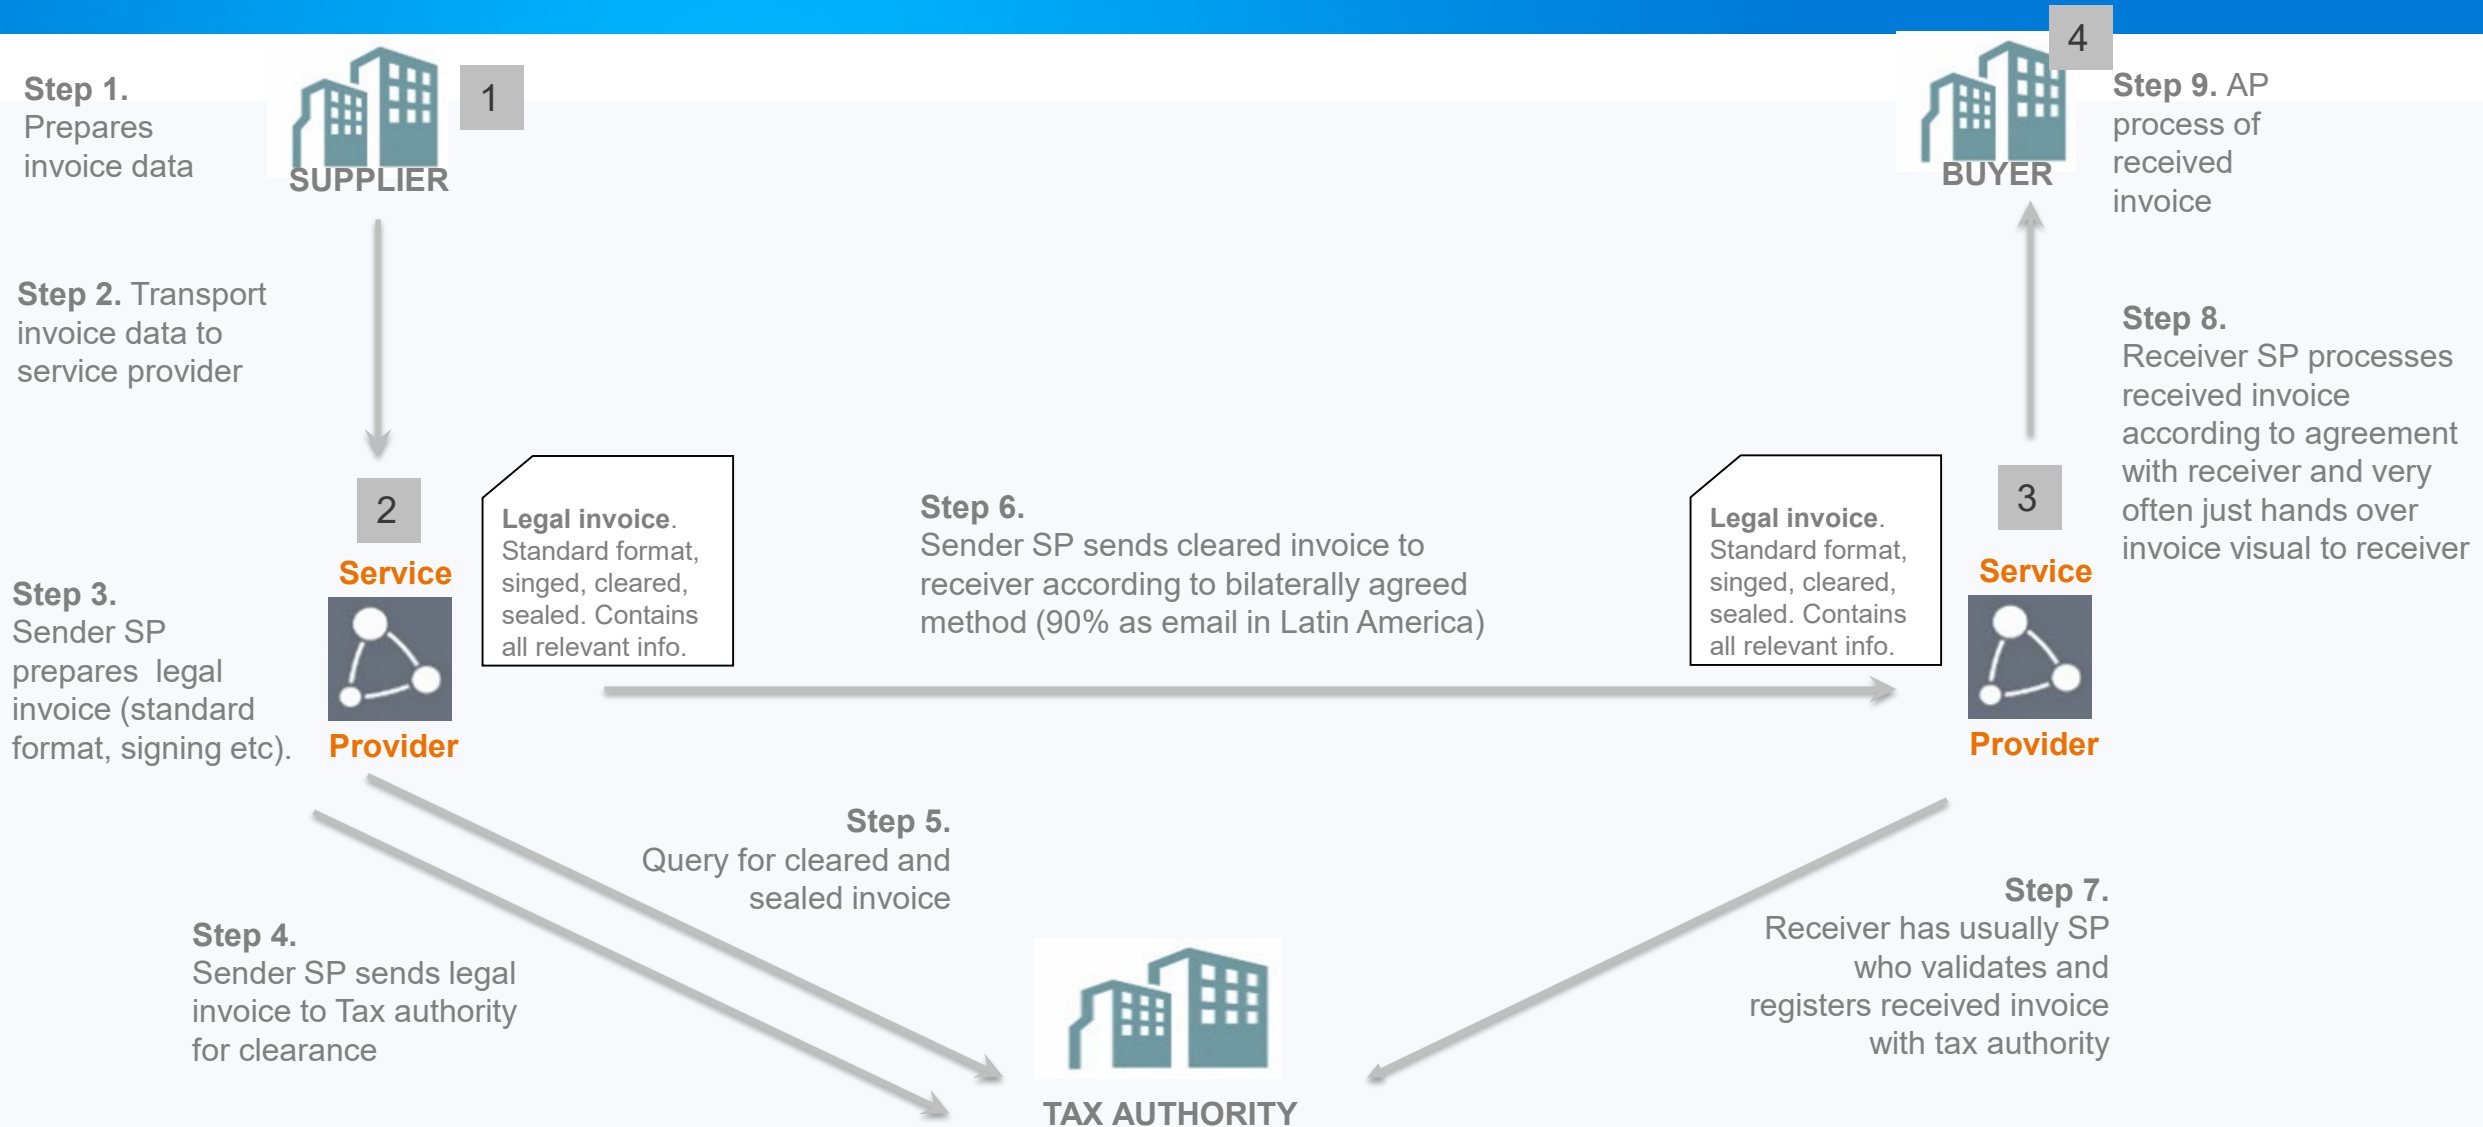 Step 1.
Prepares
invoice data
SUPPLIER
1
4
BUYER
Step 9. AP
process of
received
invoice
Step 2. Transport
invoice data to
service provider
Step 8.
Receiver SP processes
received invoice
according to agreement
with receiver and very
often just hands over
invoice visual to receiver
2
Service
Provider
Legal invoice.
Standard format,
singed, cleared,
sealed. Contains
all relevant info.
Step 6.
Sender SP sends cleared invoice to
receiver according to bilaterally agreed
method (90% as email in Latin America)
Legal invoice.
Standard format,
singed, cleared,
sealed. Contains
all relevant info.
3
Service
Provider
Step 3.
Sender SP
prepares  legal
invoice (standard
format, signing etc).
Step 5.
Query for cleared and
sealed invoice
Step 4.
Sender SP sends legal
invoice to Tax authority
for clearance
Step 7.
Receiver has usually SP
who validates and
registers received invoice
with tax authority
TAX AUTHORITY